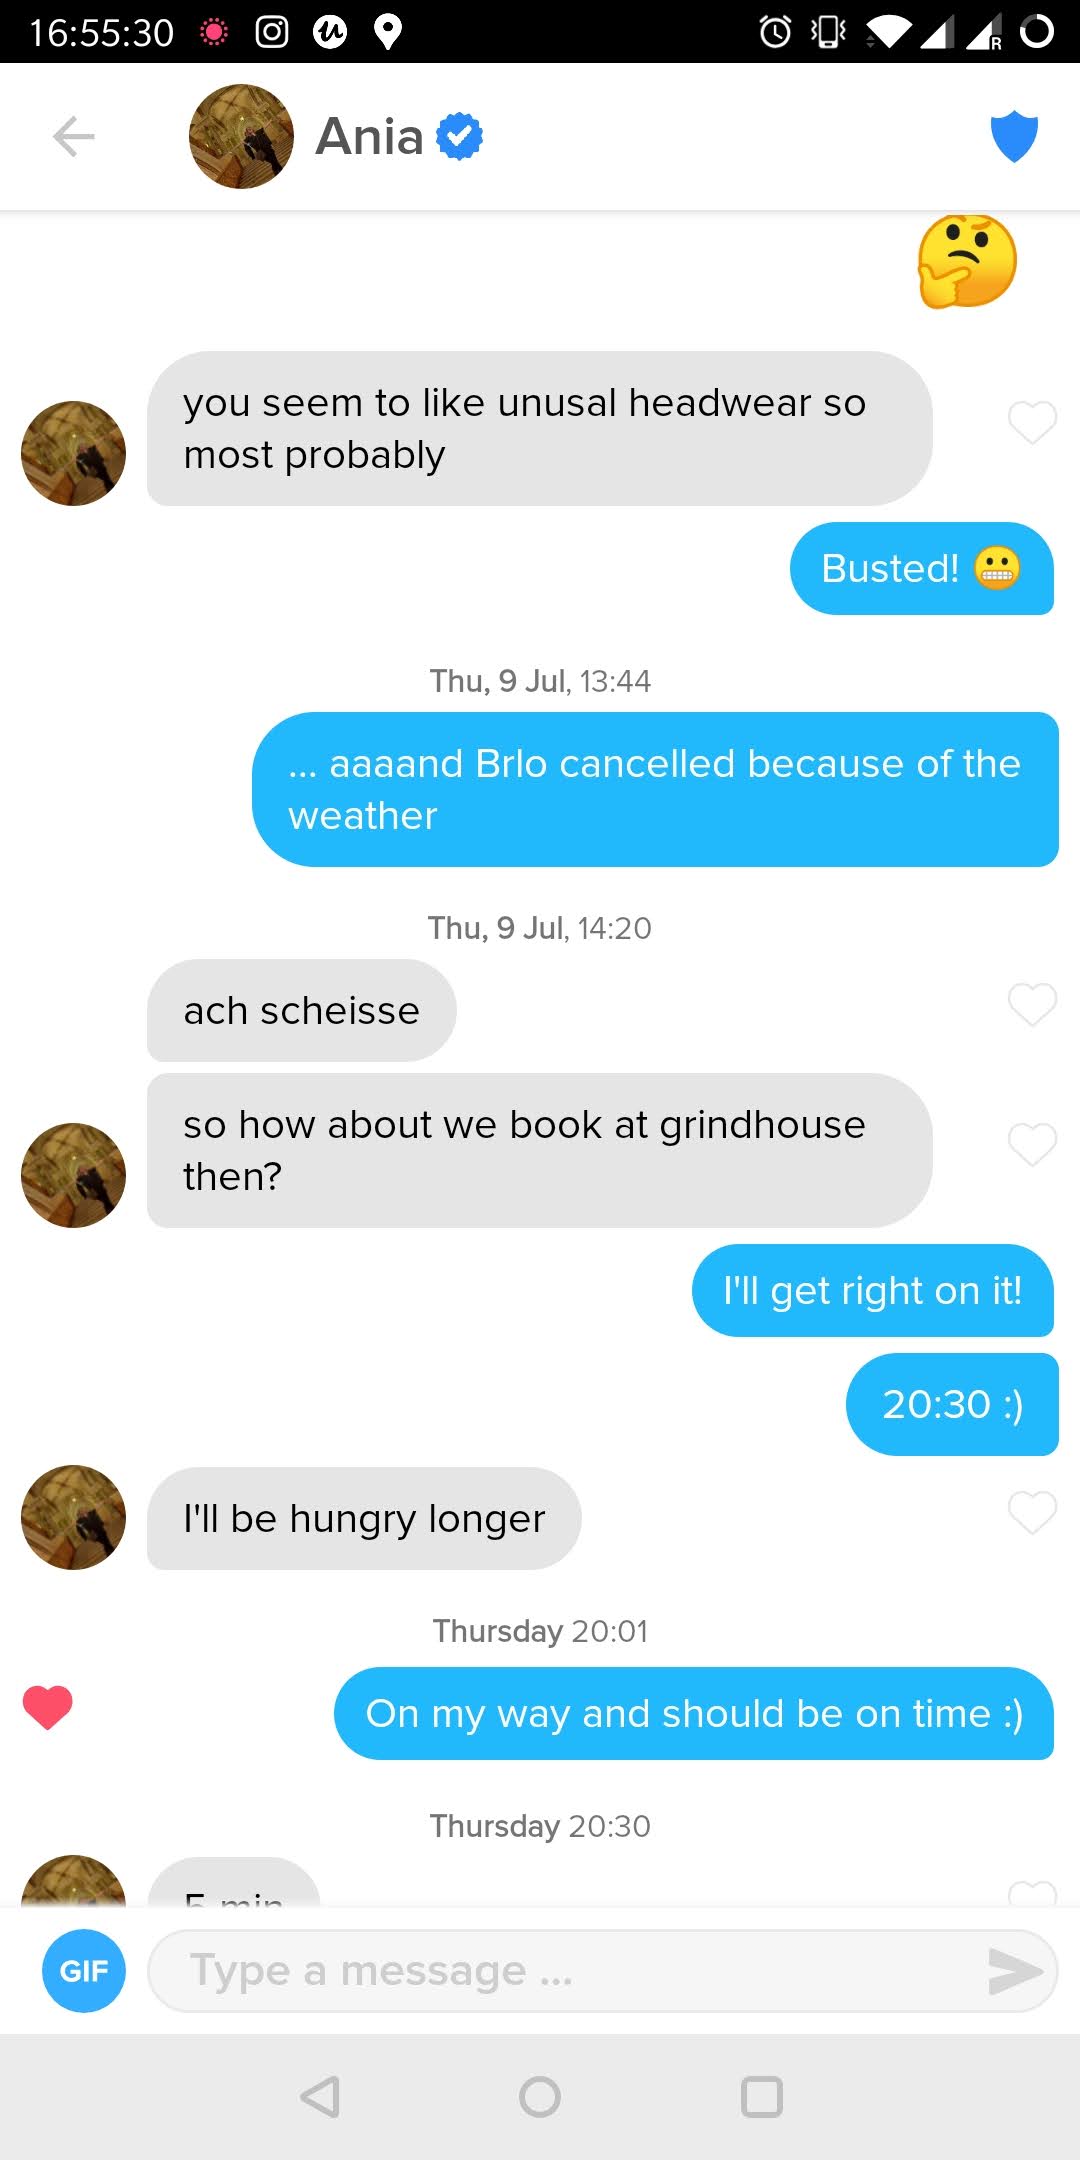 16:55:30
R
Ania
you seem to like unusal headwear so
most probably
Busted! 😬
Thu, 9 Jul, 13:44
... aaaand Brlo cancelled because of the
weather
Thu, 9 Jul, 14:20
ach scheisse
so how about we book at grindhouse
then?
I'll get right on it!
20:30 :)
I'll be hungry longer
Thursday 20:01
On my way and should be on time :)
Thursday 20:30
5 min
GIF
Type a message ...